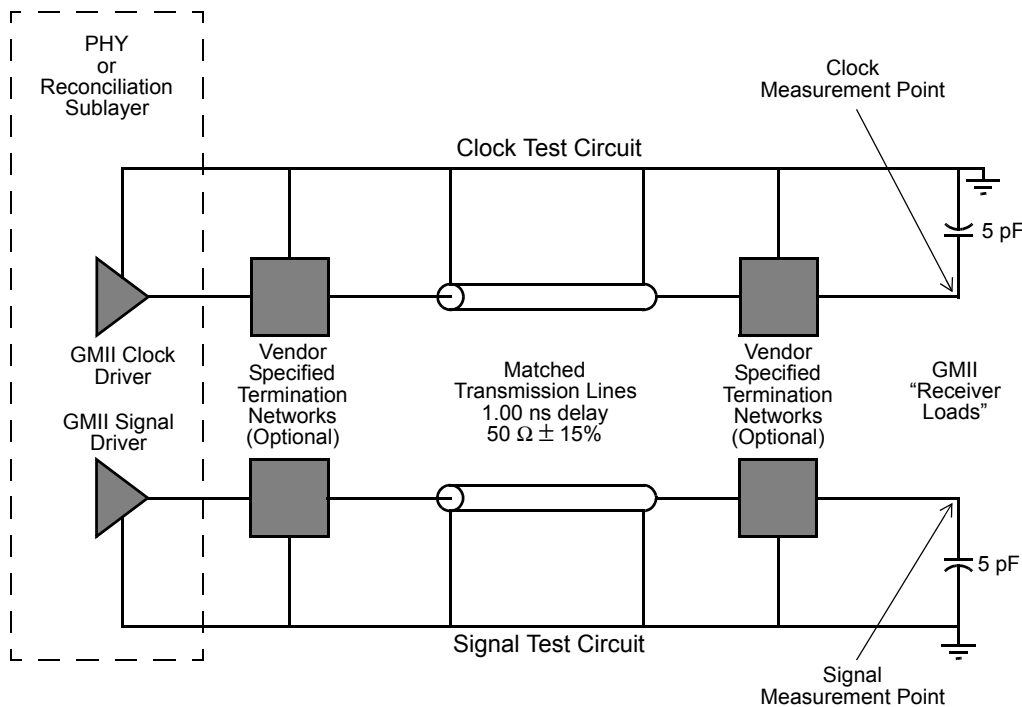 PHY
or
Reconciliation
Sublayer
Clock
Measurement Point
Clock Test Circuit
5 pF
GMII Clock
Driver
Vendor
Specified
Termination
Networks
(Optional)
Matched
Transmission Lines
1.00 ns delay
50 Ω ± 15%
Vendor
Specified
Termination
Networks
(Optional)
GMII
“Receiver
Loads”
GMII Signal
Driver
5 pF
Signal Test Circuit
Signal
Measurement Point